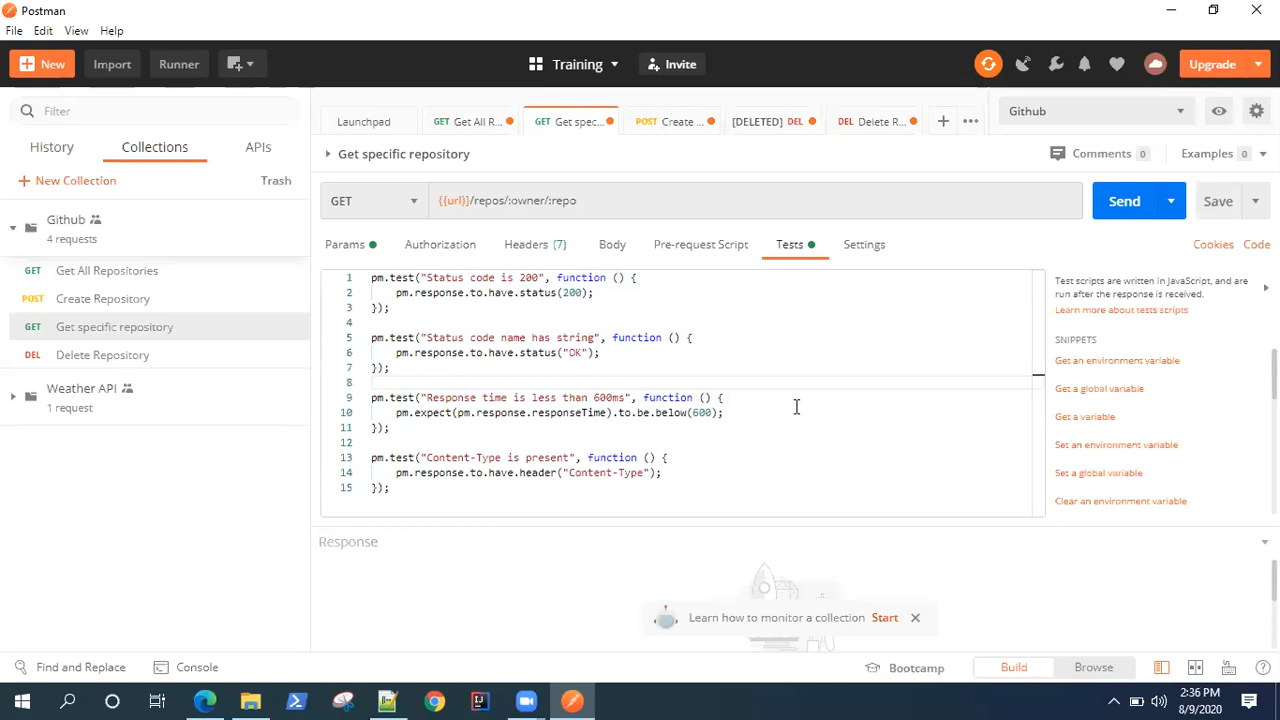 Postman
File Edit View Help
New Import Runner Training Invite Upgrade
Filter
History Collections APIs
New Collection Trash
Github
4 requests
GET Get All Repositories
POST Create Repository
GET Get specific repository
DEL Delete Repository
Weather API
1 request
Launchpad GET Get All R... GET Get spec... POST Create ... [DELETED] DEL DEL Delete R... Github
Get specific repository Comments 0 Examples 0
GET {{url}}/repos/:owner/:repo Send Save
Params Authorization Headers (7) Body Pre-request Script Tests Settings Cookies Code
1 pm.test("Status code is 200", function () {
2 pm.response.to.have.status(200);
3 });
4
5 pm.test("Status code name has string", function () {
6 pm.response.to.have.status("OK");
7 });
8
9 pm.test("Response time is less than 600ms", function () {
10 pm.expect(pm.response.responseTime).to.be.below(600);
11 });
12
13 pm.test("Content-Type is present", function () {
14 pm.response.to.have.header("Content-Type");
15 });
Test scripts are written in JavaScript, and are
run after the response is received.
Learn more about tests scripts
SNIPPETS
Get an environment variable
Get a global variable
Get a variable
Set an environment variable
Set a global variable
Clear an environment variable
Response
Learn how to monitor a collection Start
Find and Replace Console Bootcamp Build Browse
2:36 PM
8/9/2020